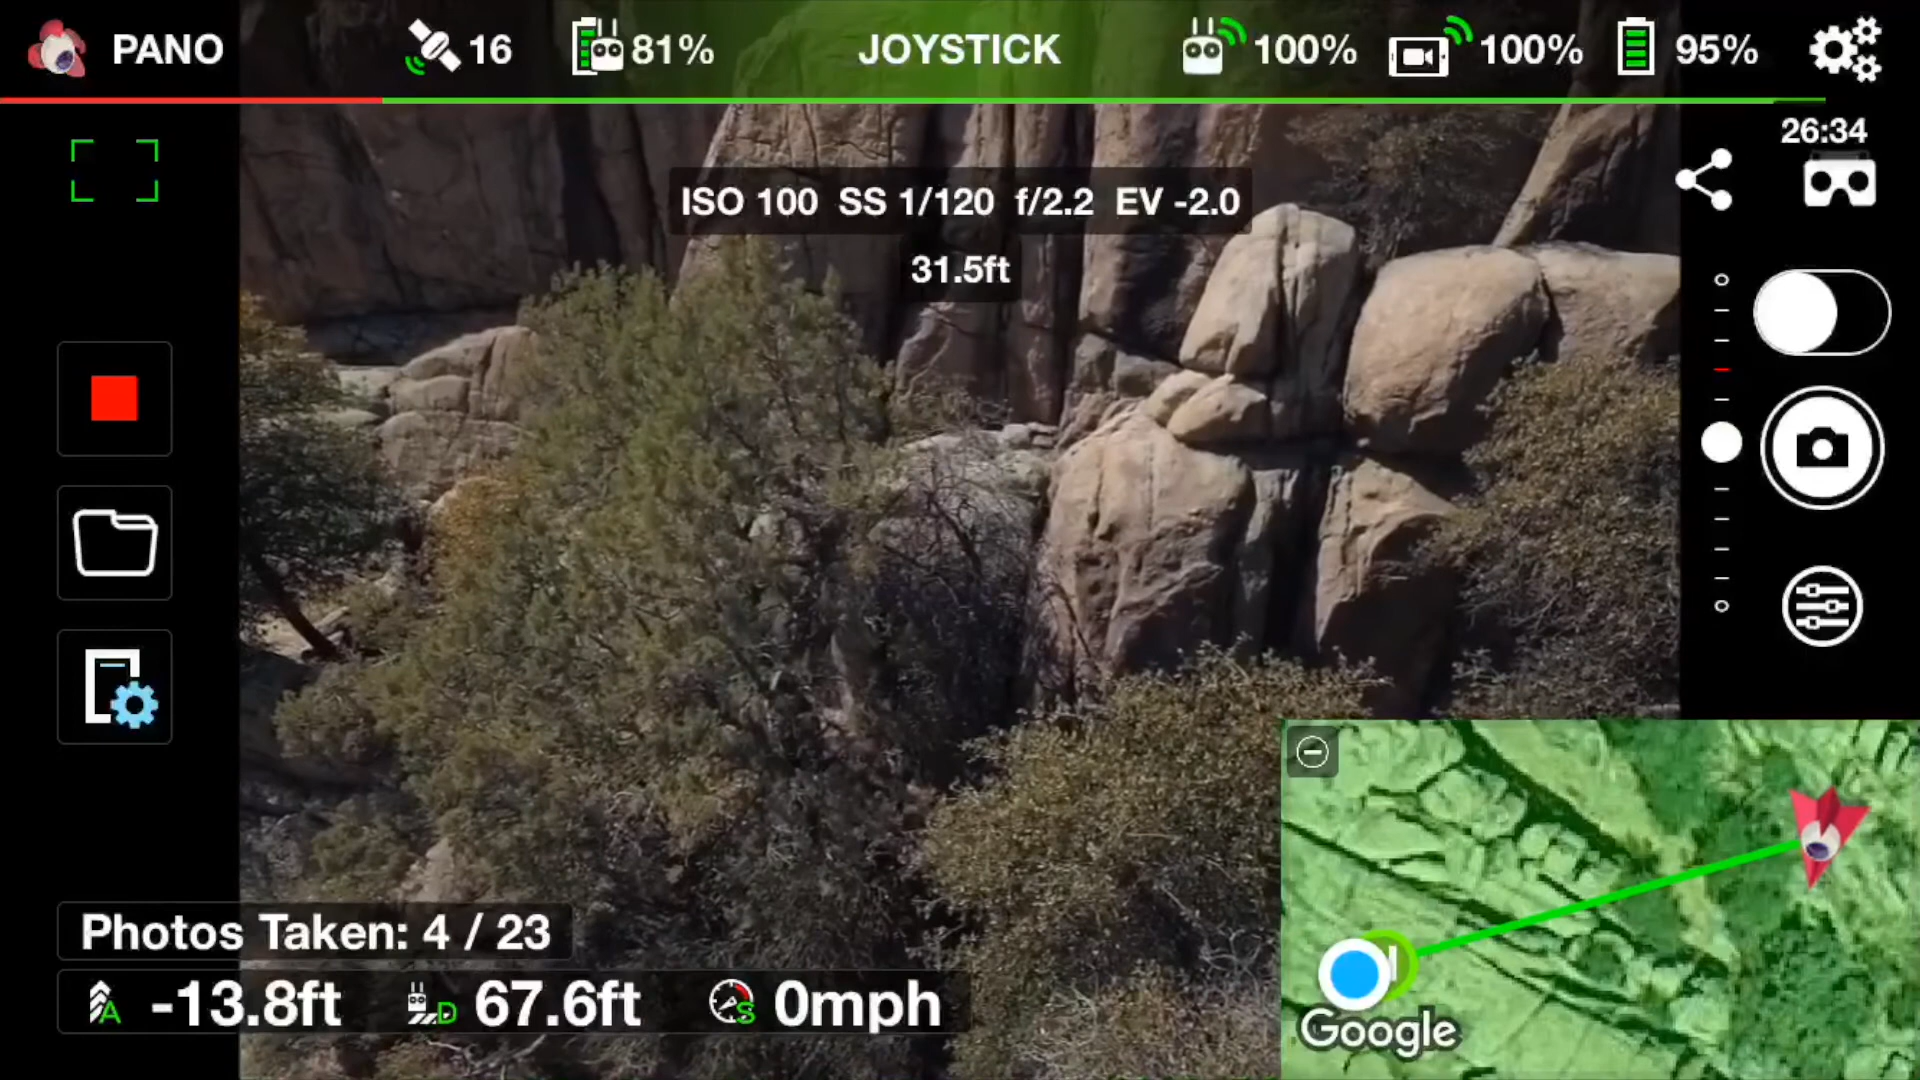 PANO
16
81%
JOYSTICK
100%
100%
95%
26:34
ISO 100 SS 1/120 f/2.2 EV -2.0
31.5ft
Photos Taken: 4 / 23
A -13.8ft D 67.6ft S 0mph
Google